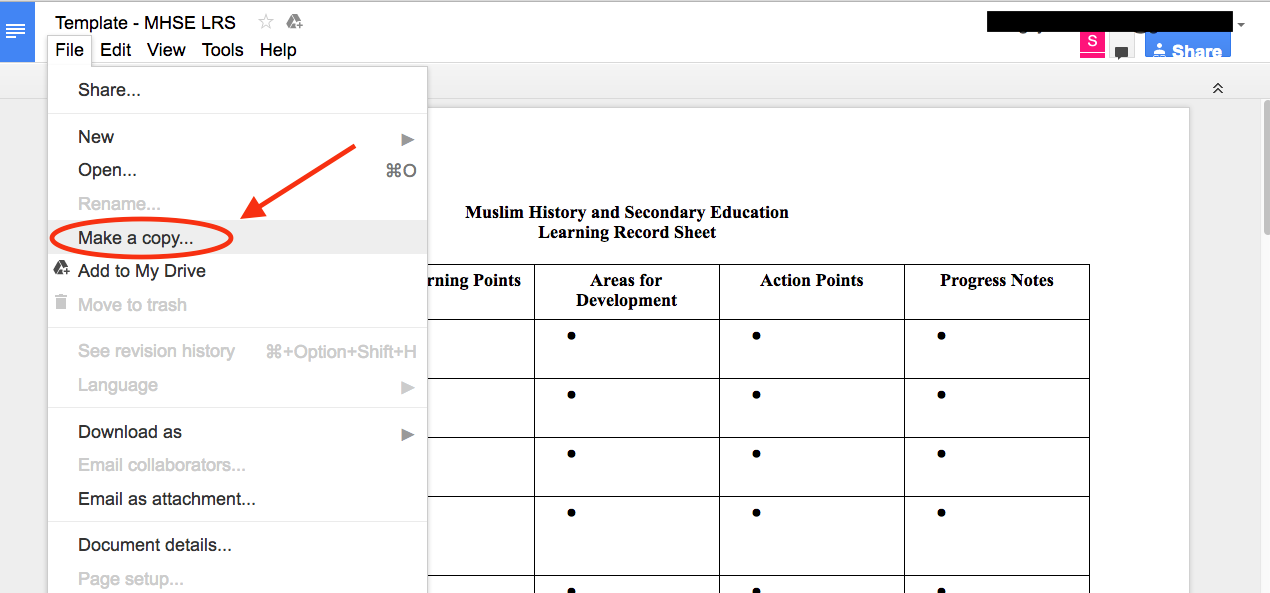 Template - MHSE LRS
File Edit View Tools Help
S
Share
Share...
New
Open... ⌘O
Rename...
Make a copy...
Add to My Drive
Move to trash
See revision history ⌘+Option+Shift+H
Language
Download as
Email collaborators...
Email as attachment...
Document details...
Page setup...
Muslim History and Secondary Education
Learning Record Sheet
rning Points
Areas for
Development
Action Points
Progress Notes